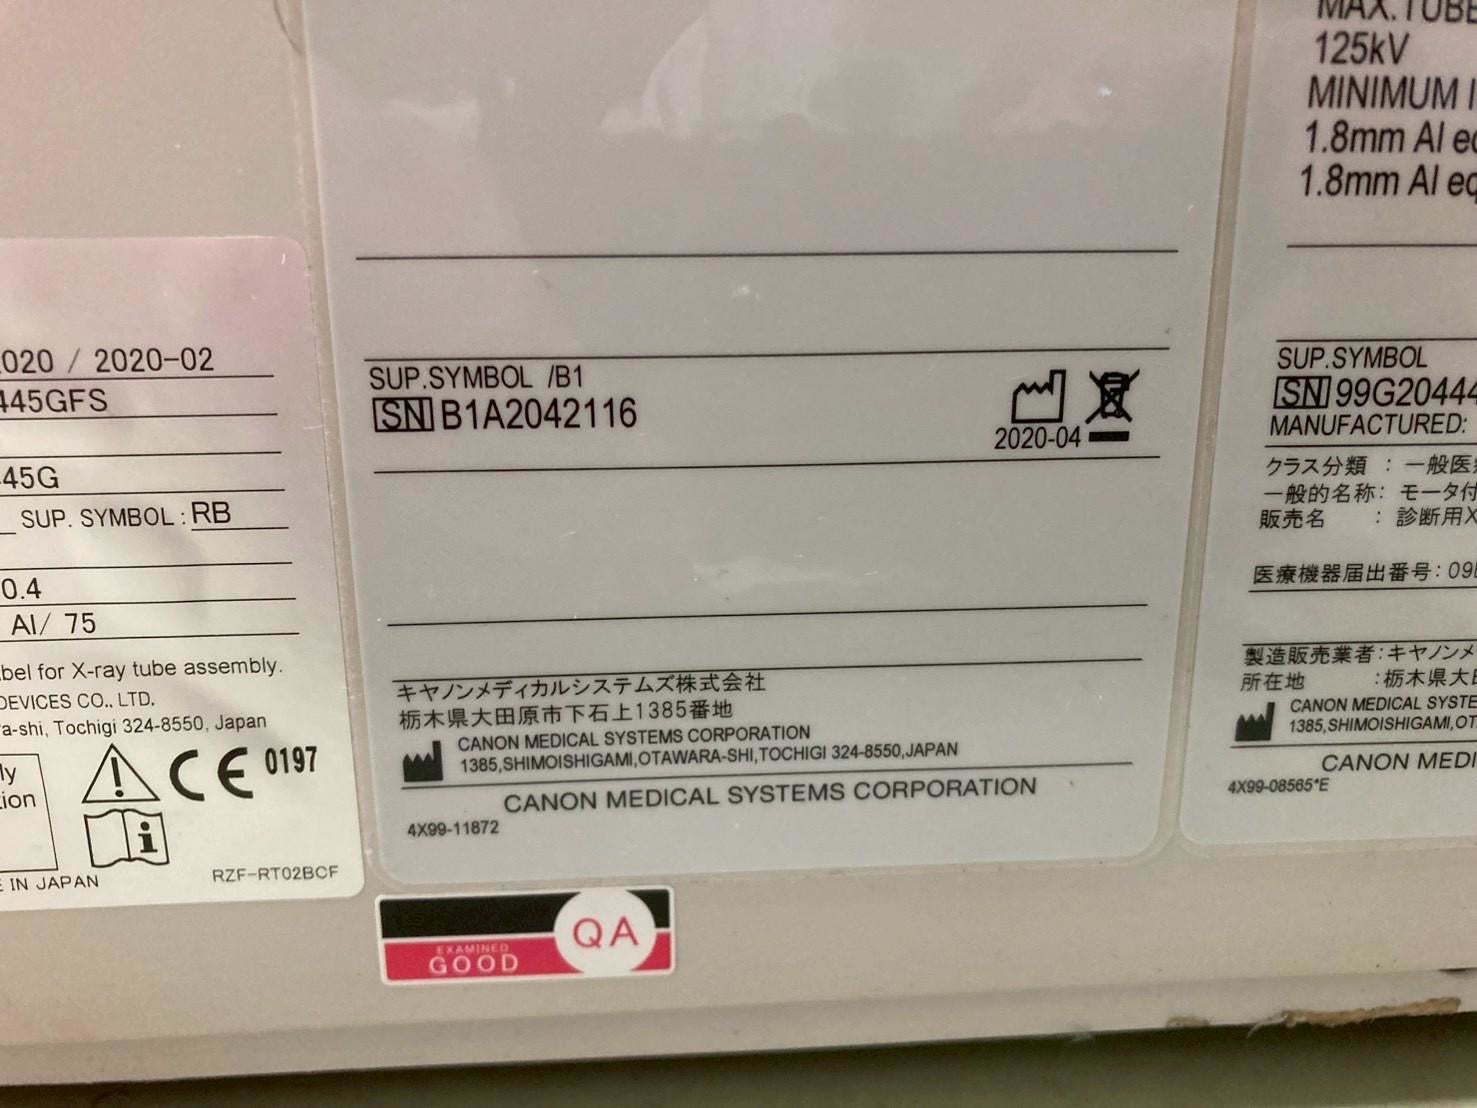 020 / 2020-02
445GFS
45G
SUP. SYMBOL : RB
0.4
Al/ 75
for X-ray tube assembly.
DEVICES CO., LTD.
Tochigi 324-8550, Japan
CE 0197
IN JAPAN
RZF-RT02BCF
SUP.SYMBOL /B1
SN B1A2042116
2020-04
キヤノンメディカルシステムズ株式会社
栃木県大田原市下石上1385番地
CANON MEDICAL SYSTEMS CORPORATION
1385,SHIMOISHIGAMI,OTAWARA-SHI,TOCHIGI 324-8550,JAPAN
CANON MEDICAL SYSTEMS CORPORATION
4X99-11872
EXAMINED
GOOD
QA
MAX.TUBE
125kV
MINIMUM
1.8mm Al
1.8mm Al
SUP.SYMBOL
SN 99G20444
MANUFACTURED:
クラス分類 : 一般医
一般的名称: モータ付
販売名 : 診断用X
医療機器届出番号: 09
製造販売業者:キヤノンメ
所在地 :栃木県大
CANON MEDICAL SYSTE
1385,SHIMOISHIGAMI,OT
CANON MEDI
4X99-08565*E